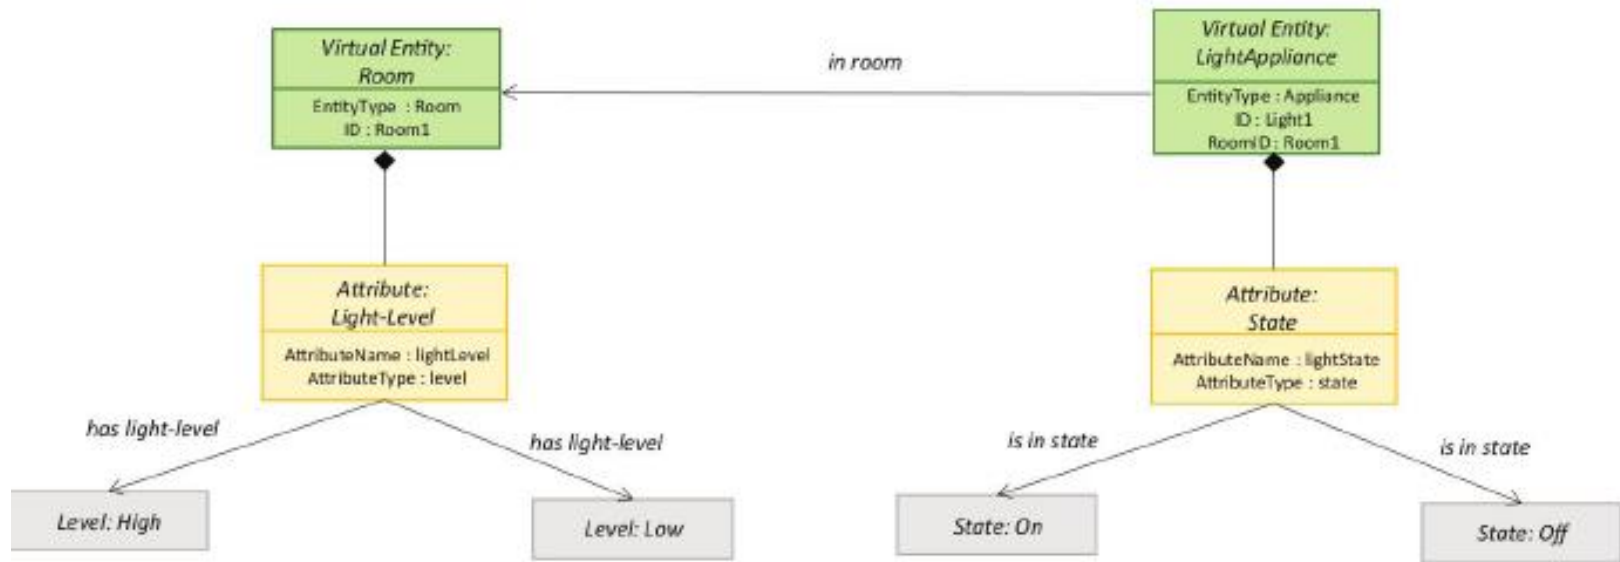 Virtual Entity:
Room
EntityType : Room
ID : Room1
in room
Virtual Entity:
LightAppliance
EntityType : Appliance
ID : Light1
RoomID : Room1
Attribute:
Light-Level
AttributeName : lightLevel
AttributeType : level
Attribute:
State
AttributeName : lightState
AttributeType : state
has light-level
has light-level
is in state
is in state
Level: High
Level: Low
State: On
State: Off